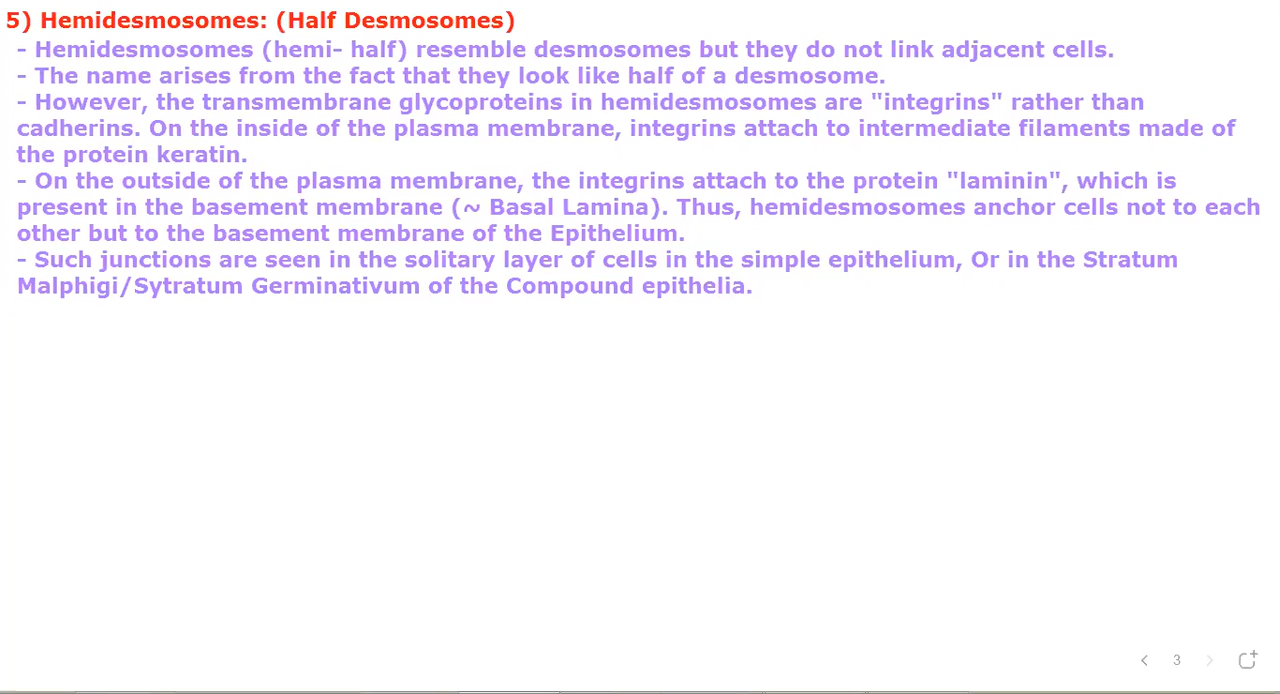 5) Hemidesmosomes: (Half Desmosomes)
- Hemidesmosomes (hemi- half) resemble desmosomes but they do not link adjacent cells.
- The name arises from the fact that they look like half of a desmosome.
- However, the transmembrane glycoproteins in hemidesmosomes are "integrins" rather than
cadherins. On the inside of the plasma membrane, integrins attach to intermediate filaments made of
the protein keratin.
- On the outside of the plasma membrane, the integrins attach to the protein "laminin", which is
present in the basement membrane (~ Basal Lamina). Thus, hemidesmosomes anchor cells not to each
other but to the basement membrane of the Epithelium.
- Such junctions are seen in the solitary layer of cells in the simple epithelium, Or in the Stratum
Malphigi/Sytratum Germinativum of the Compound epithelia.
3